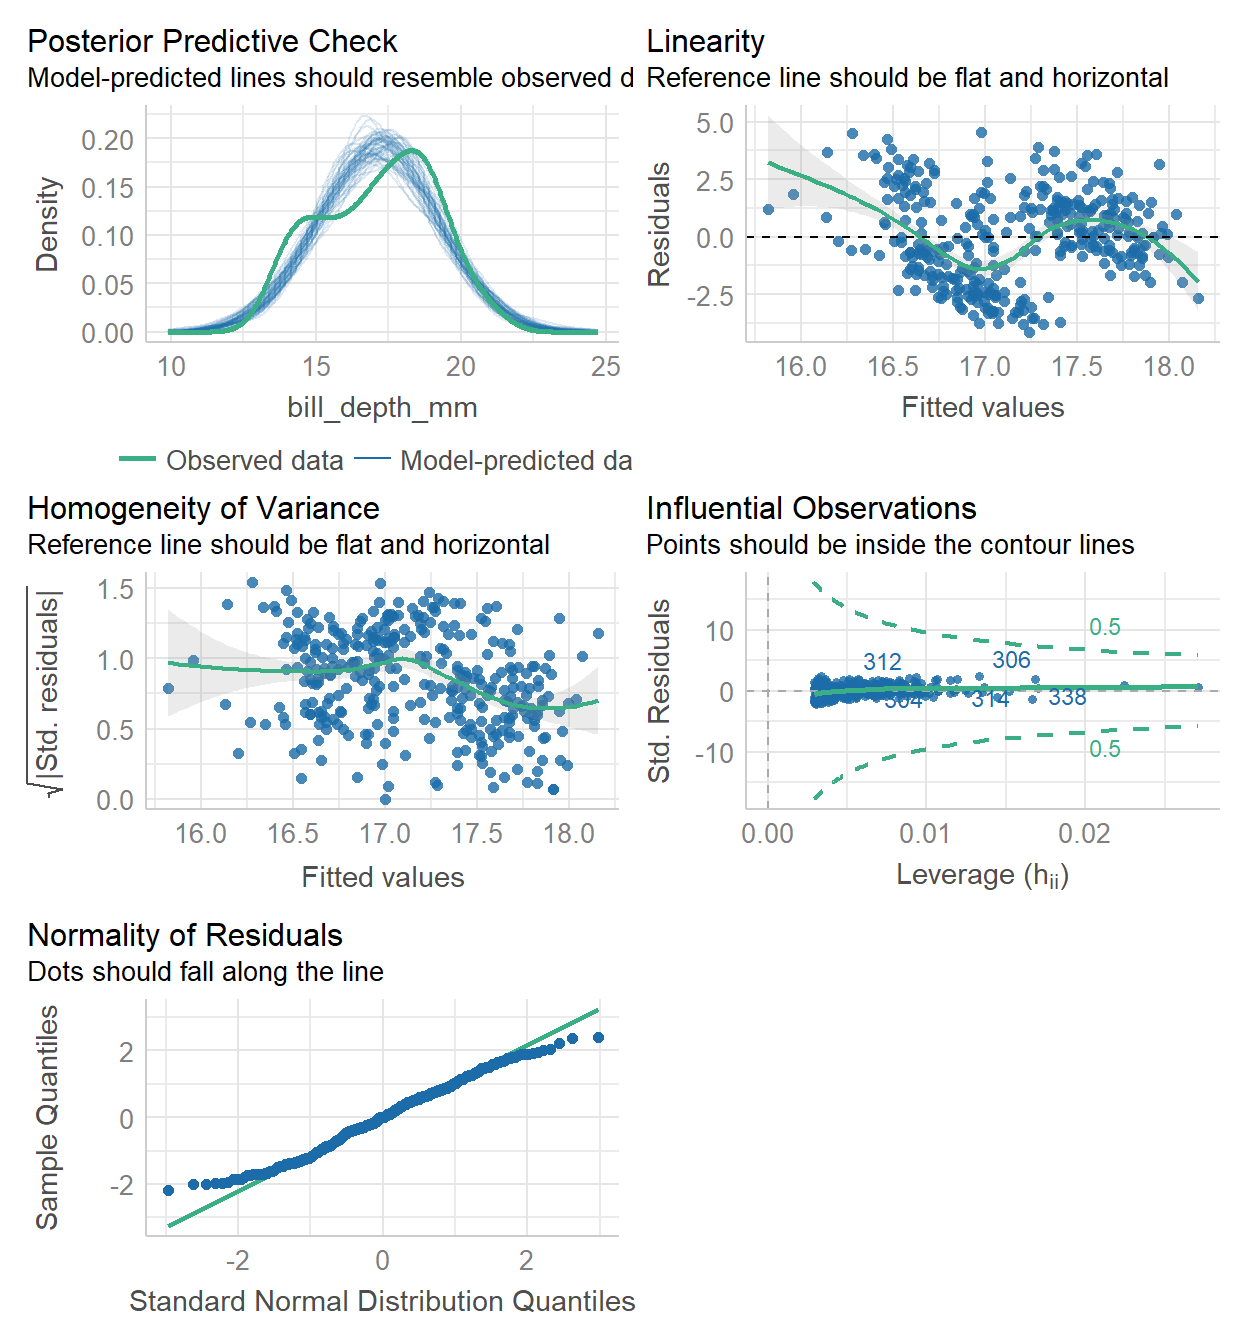 Posterior Predictive Check
Model-predicted lines should resemble observed d
0.20
0.15
0.10
0.05
0.00
Density
10 15 20 25
bill_depth_mm
Observed data Model-predicted da
Linearity
Reference line should be flat and horizontal
5.0
2.5
0.0
-2.5
Residuals
16.0 16.5 17.0 17.5 18.0
Fitted values
Homogeneity of Variance
Reference line should be flat and horizontal
1.5
1.0
0.5
0.0
√|Std. residuals|
16.0 16.5 17.0 17.5 18.0
Fitted values
Influential Observations
Points should be inside the contour lines
10
0
-10
Std. Residuals
0.5
312 306
304 314 338
0.5
0.00 0.01 0.02
Leverage (hii)
Normality of Residuals
Dots should fall along the line
2
0
-2
Sample Quantiles
-2 0 2
Standard Normal Distribution Quantiles